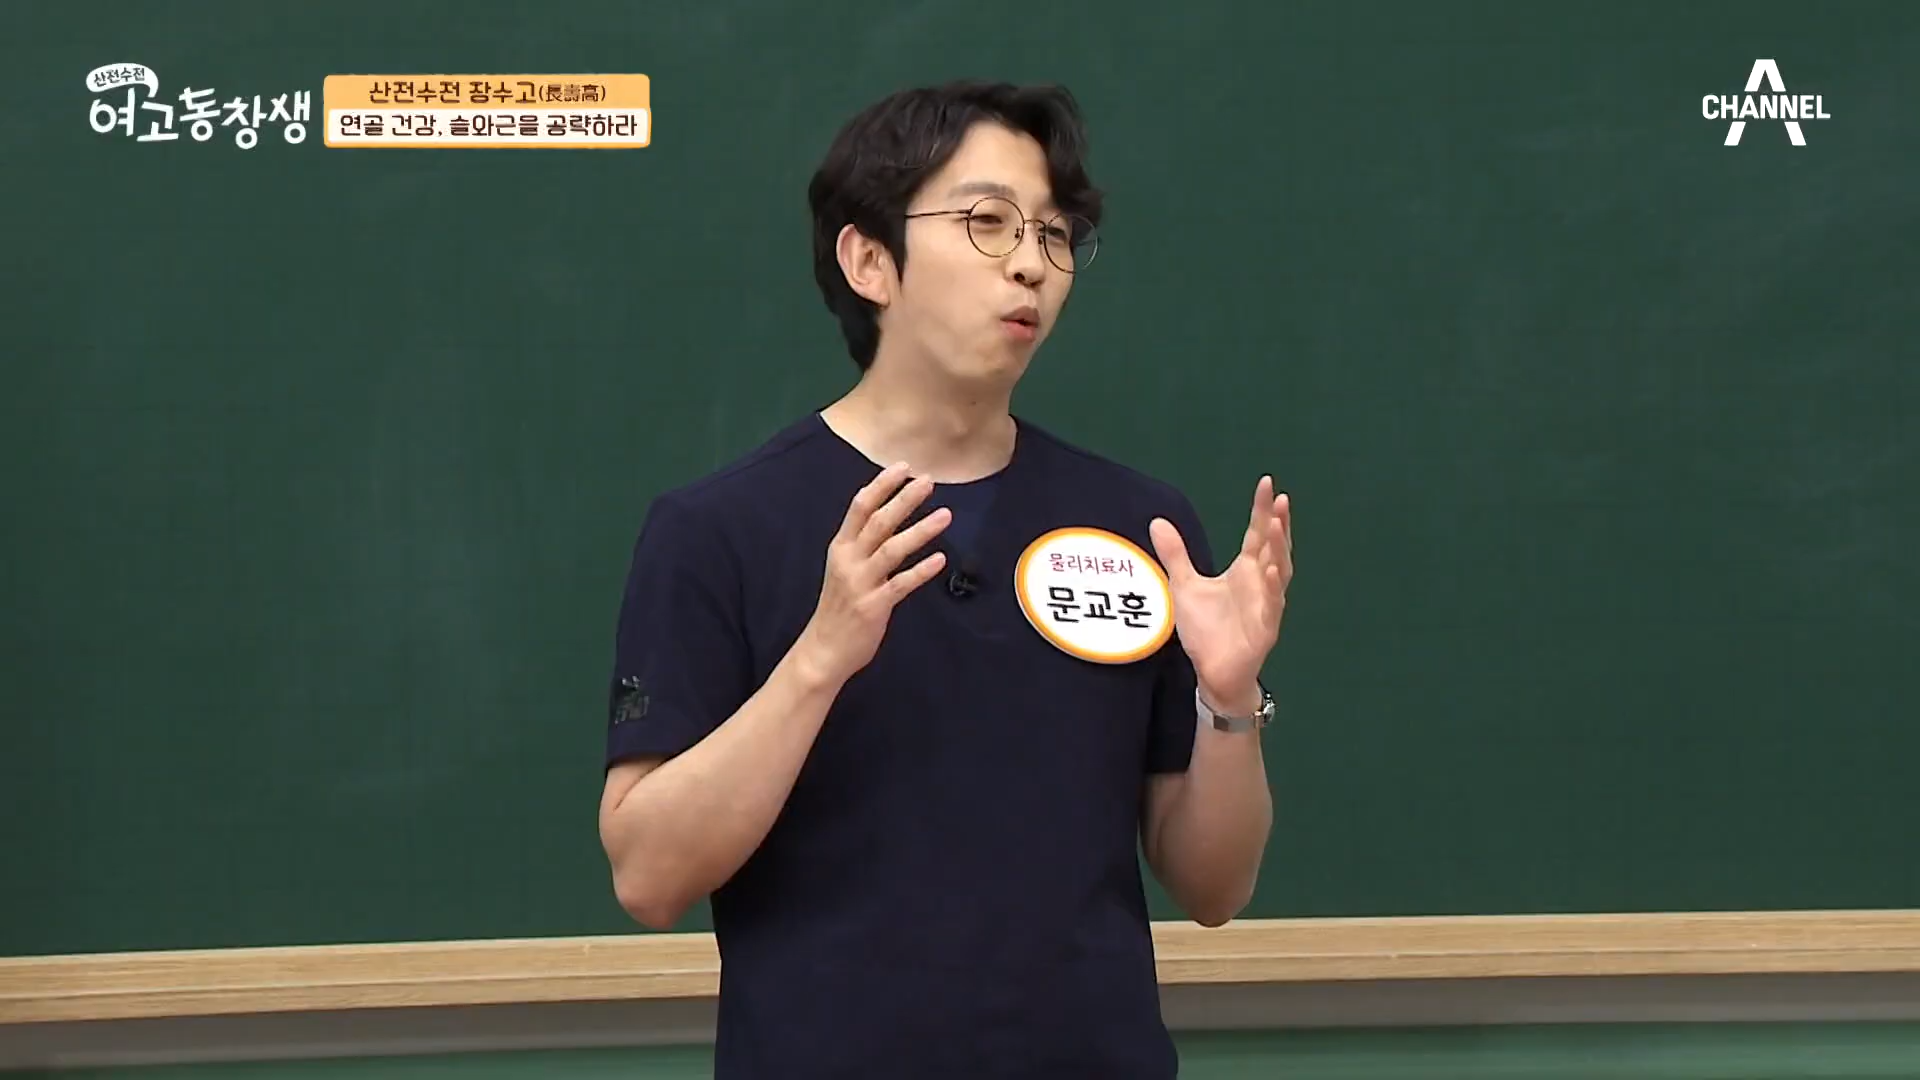 산전수전
여고동창생
산전수전 장수고(長壽高)
연골 건강, 슬와근을 공략하라
CHANNEL A
물리치료사
문교훈